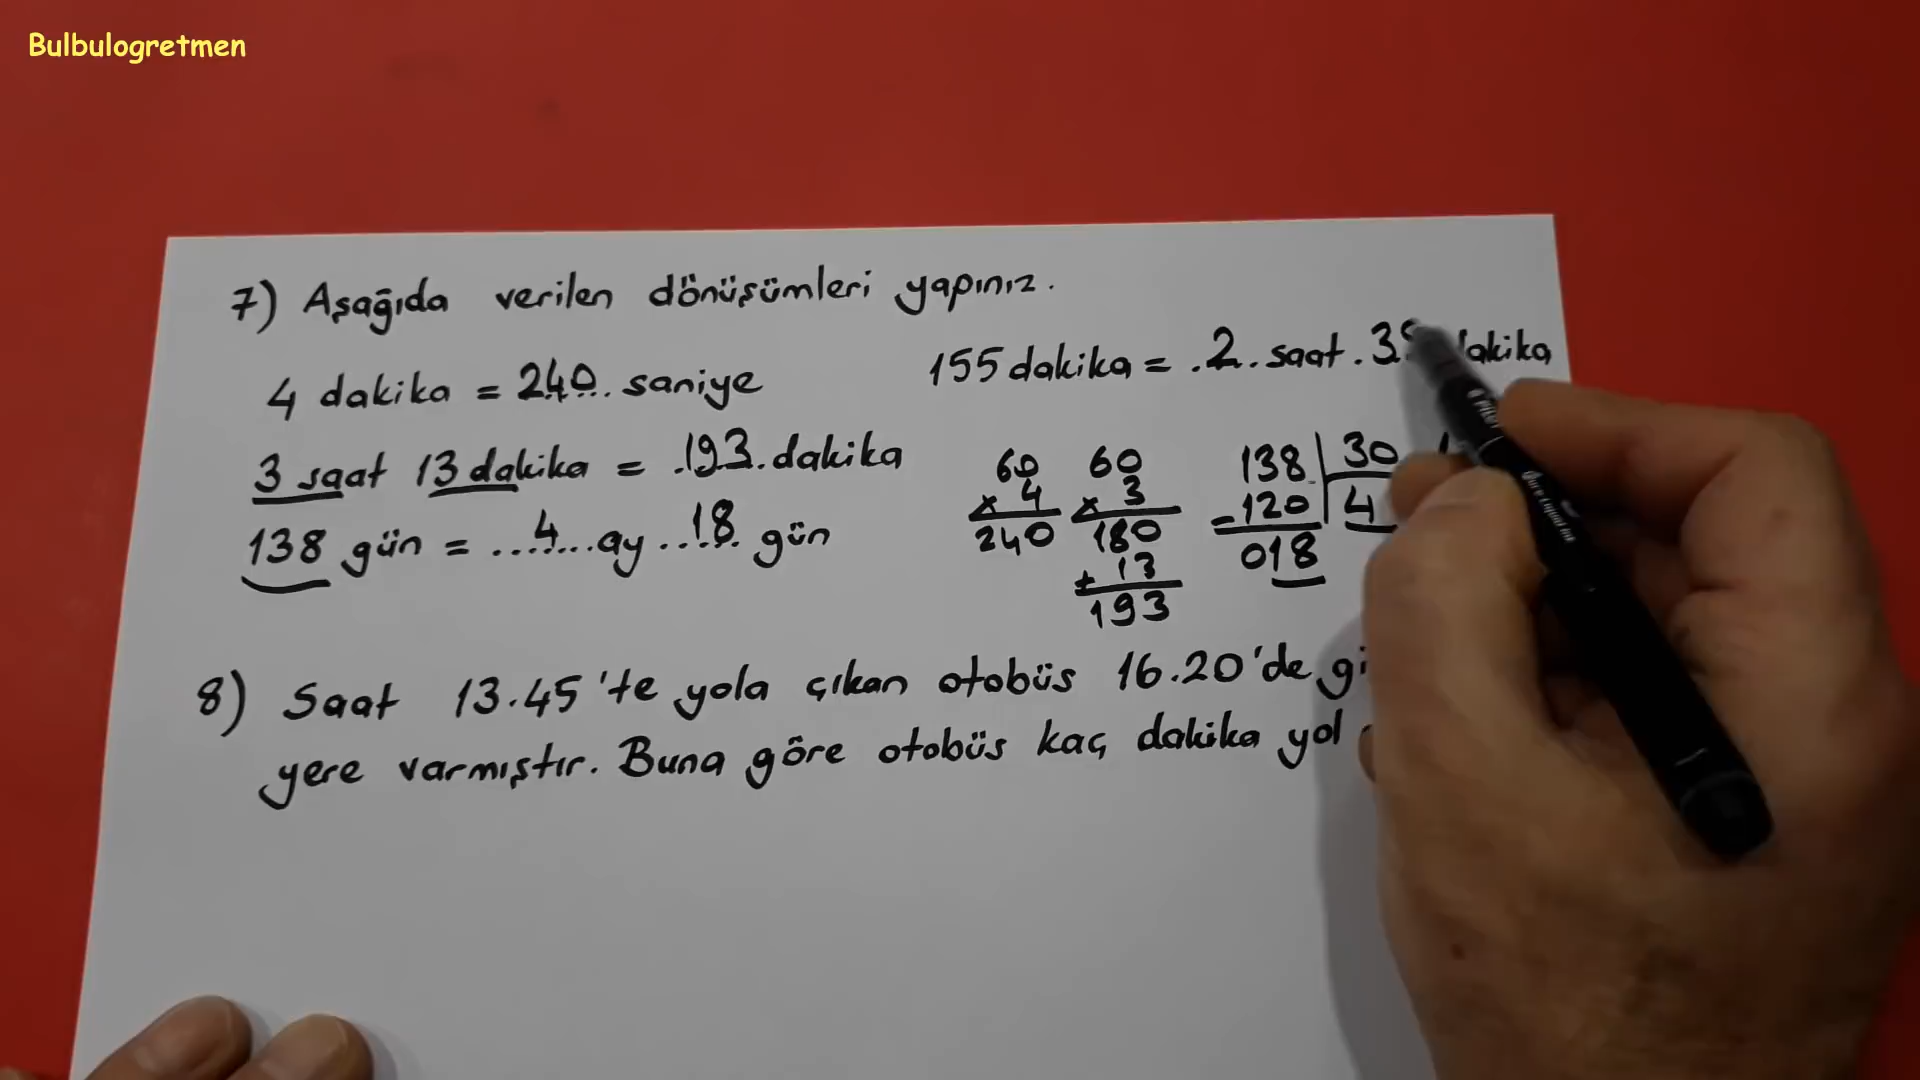 Bulbulogretmen
7) Aşağıda verilen dönüşümleri yapınız.
4 dakika = 240 saniye
3 saat 13 dakika = .193. dakika
138 gün = ...4...ay ..18.. gün
155 dakika = .2. saat . 35 dakika
60
x 4
240
60
x 3
180
+ 13
193
138 30
-120 4
018
8) Saat 13.45'te yola çıkan otobüs 16.20'de
yere varmıştır. Buna göre otobüs kaç dakika yol